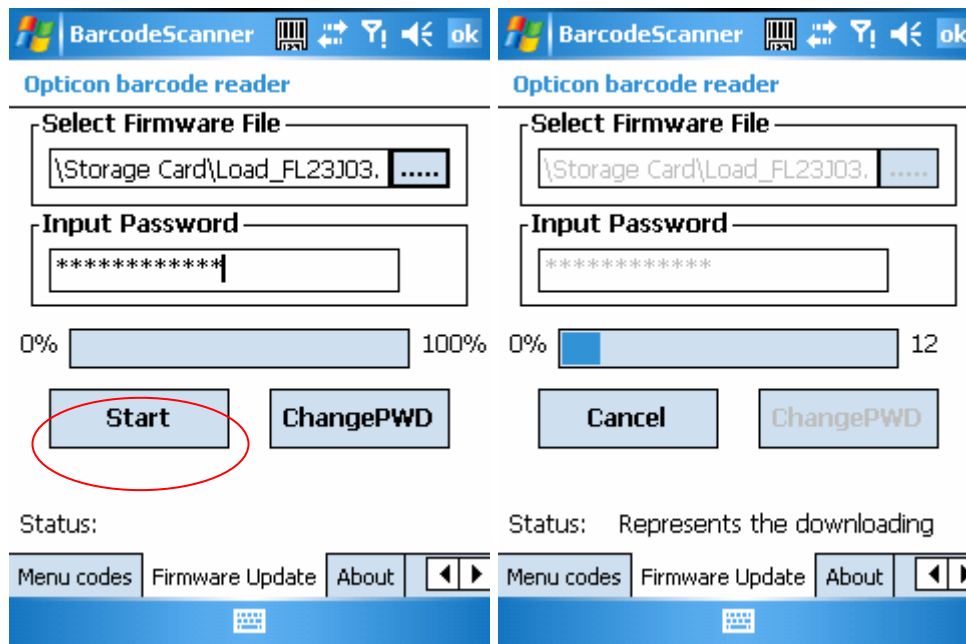 BarcodeScanner ok
Opticon barcode reader
Select Firmware File
\Storage Card\Load_FL23J03. .....
Input Password
************
0% 100%
Start ChangePWD
Status:
Menu codes Firmware Update About
BarcodeScanner ok
Opticon barcode reader
Select Firmware File
\Storage Card\Load_FL23J03. .....
Input Password
************
0% 12
Cancel ChangePWD
Status: Represents the downloading
Menu codes Firmware Update About